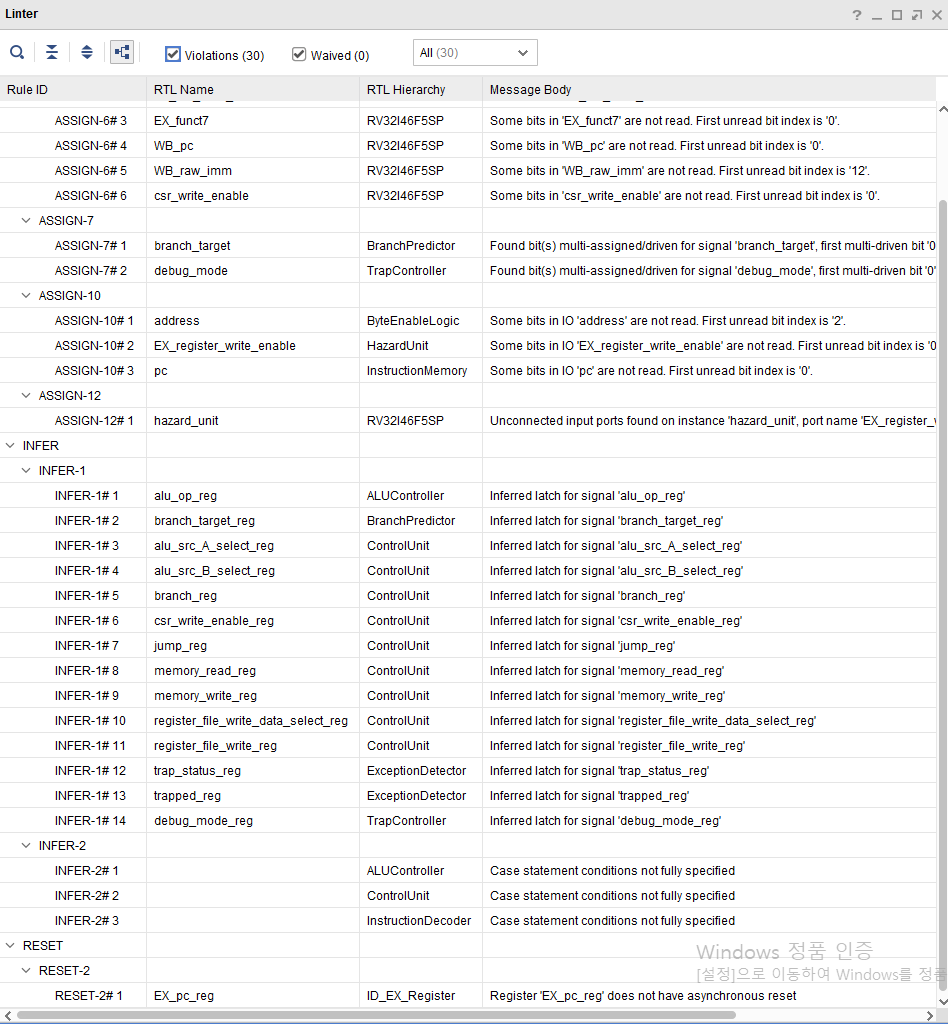 Linter
Violations (30) Waived (0) All (30)
Rule ID RTL Name RTL Hierarchy Message Body
ASSIGN-6# 3 EX_funct7 RV32I46F5SP Some bits in 'EX_funct7' are not read. First unread bit index is '0'.
ASSIGN-6# 4 WB_pc RV32I46F5SP Some bits in 'WB_pc' are not read. First unread bit index is '0'.
ASSIGN-6# 5 WB_raw_imm RV32I46F5SP Some bits in 'WB_raw_imm' are not read. First unread bit index is '12'.
ASSIGN-6# 6 csr_write_enable RV32I46F5SP Some bits in 'csr_write_enable' are not read. First unread bit index is '0'.
ASSIGN-7
ASSIGN-7# 1 branch_target BranchPredictor Found bit(s) multi-assigned/driven for signal 'branch_target', first multi-driven bit '0
ASSIGN-7# 2 debug_mode TrapController Found bit(s) multi-assigned/driven for signal 'debug_mode', first multi-driven bit '0'
ASSIGN-10
ASSIGN-10# 1 address ByteEnableLogic Some bits in IO 'address' are not read. First unread bit index is '2'.
ASSIGN-10# 2 EX_register_write_enable HazardUnit Some bits in IO 'EX_register_write_enable' are not read. First unread bit index is '0
ASSIGN-10# 3 pc InstructionMemory Some bits in IO 'pc' are not read. First unread bit index is '0'.
ASSIGN-12
ASSIGN-12# 1 hazard_unit RV32I46F5SP Unconnected input ports found on instance 'hazard_unit', port name 'EX_register_
INFER
INFER-1
INFER-1# 1 alu_op_reg ALUController Inferred latch for signal 'alu_op_reg'
INFER-1# 2 branch_target_reg BranchPredictor Inferred latch for signal 'branch_target_reg'
INFER-1# 3 alu_src_A_select_reg ControlUnit Inferred latch for signal 'alu_src_A_select_reg'
INFER-1# 4 alu_src_B_select_reg ControlUnit Inferred latch for signal 'alu_src_B_select_reg'
INFER-1# 5 branch_reg ControlUnit Inferred latch for signal 'branch_reg'
INFER-1# 6 csr_write_enable_reg ControlUnit Inferred latch for signal 'csr_write_enable_reg'
INFER-1# 7 jump_reg ControlUnit Inferred latch for signal 'jump_reg'
INFER-1# 8 memory_read_reg ControlUnit Inferred latch for signal 'memory_read_reg'
INFER-1# 9 memory_write_reg ControlUnit Inferred latch for signal 'memory_write_reg'
INFER-1# 10 register_file_write_data_select_reg ControlUnit Inferred latch for signal 'register_file_write_data_select_reg'
INFER-1# 11 register_file_write_reg ControlUnit Inferred latch for signal 'register_file_write_reg'
INFER-1# 12 trap_status_reg ExceptionDetector Inferred latch for signal 'trap_status_reg'
INFER-1# 13 trapped_reg ExceptionDetector Inferred latch for signal 'trapped_reg'
INFER-1# 14 debug_mode_reg TrapController Inferred latch for signal 'debug_mode_reg'
INFER-2
INFER-2# 1 ALUController Case statement conditions not fully specified
INFER-2# 2 ControlUnit Case statement conditions not fully specified
INFER-2# 3 InstructionDecoder Case statement conditions not fully specified
RESET
RESET-2
RESET-2# 1 EX_pc_reg ID_EX_Register Register 'EX_pc_reg' does not have asynchronous reset
Windows 정품 인증
[설정]으로 이동하여 Windows를 정품